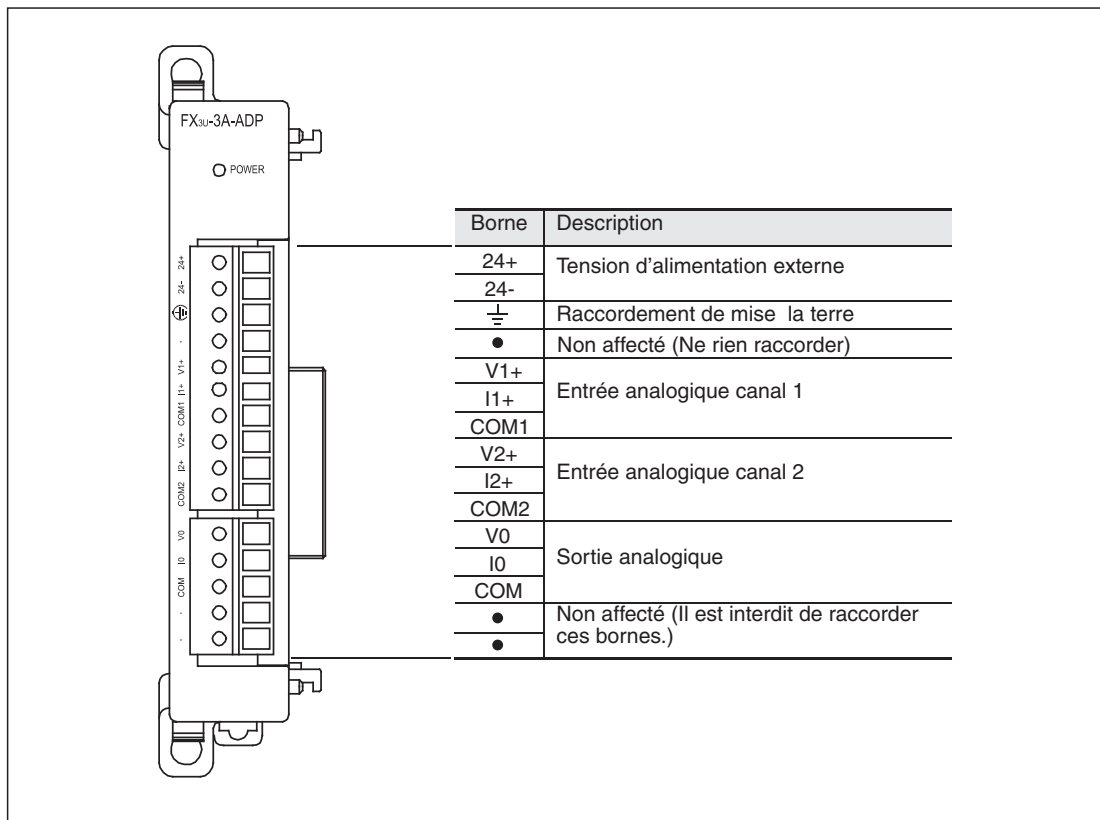 FX3U-3A-ADP
POWER
24+
24-
V1+
I1+
COM1
V2+
I2+
COM2
V0
I0
COM
Borne Description
24+ Tension d'alimentation externe
24-
Raccordement de mise la terre
• Non affecté (Ne rien raccorder)
V1+
I1+ Entrée analogique canal 1
COM1
V2+
I2+ Entrée analogique canal 2
COM2
V0
I0 Sortie analogique
COM
• Non affecté (Il est interdit de raccorder
• ces bornes.)